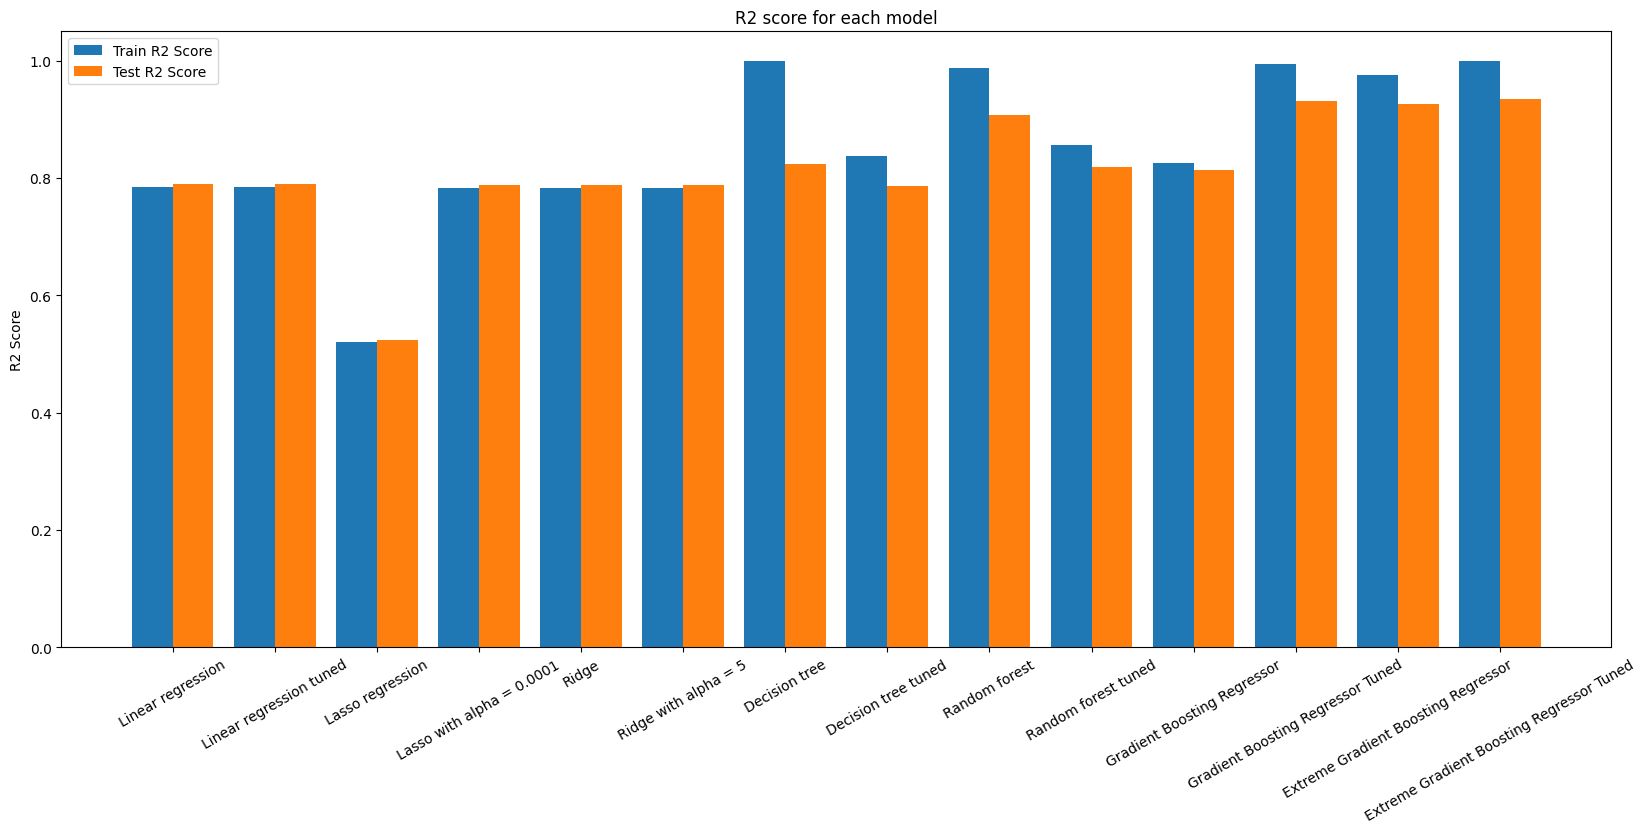 R2 score for each model
Train R2 Score
Test R2 Score
R2 Score
1.0
0.8
0.6
0.4
0.2
0.0
Linear regression
Linear regression tuned
Lasso regression
Lasso with alpha = 0.0001
Ridge
Ridge with alpha = 5
Decision tree
Decision tree tuned
Random forest
Random forest tuned
Gradient Boosting Regressor
Gradient Boosting Regressor Tuned
Extreme Gradient Boosting Regressor
Extreme Gradient Boosting Regressor Tuned